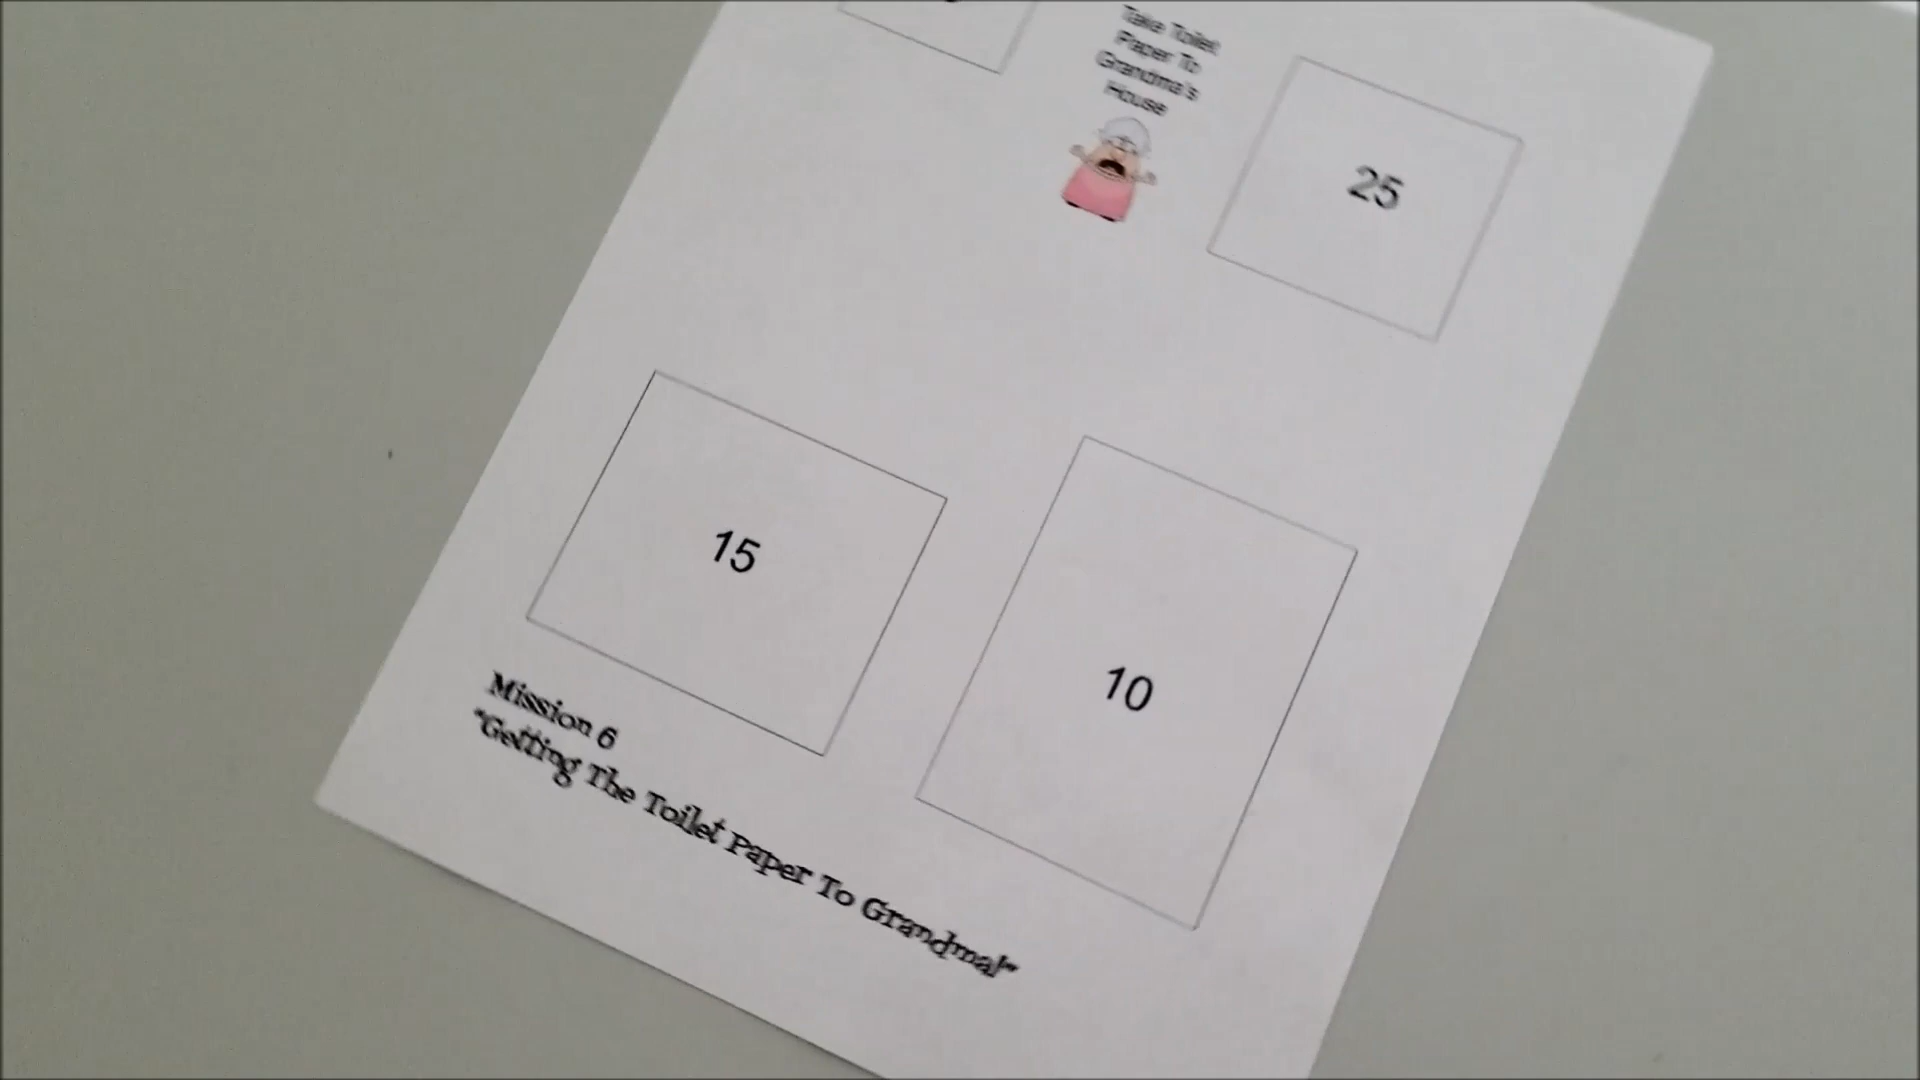 Take Toilet
Paper To
Grandma's
House
25
15
10
Mission 6
"Getting The Toilet Paper To Grandma!"